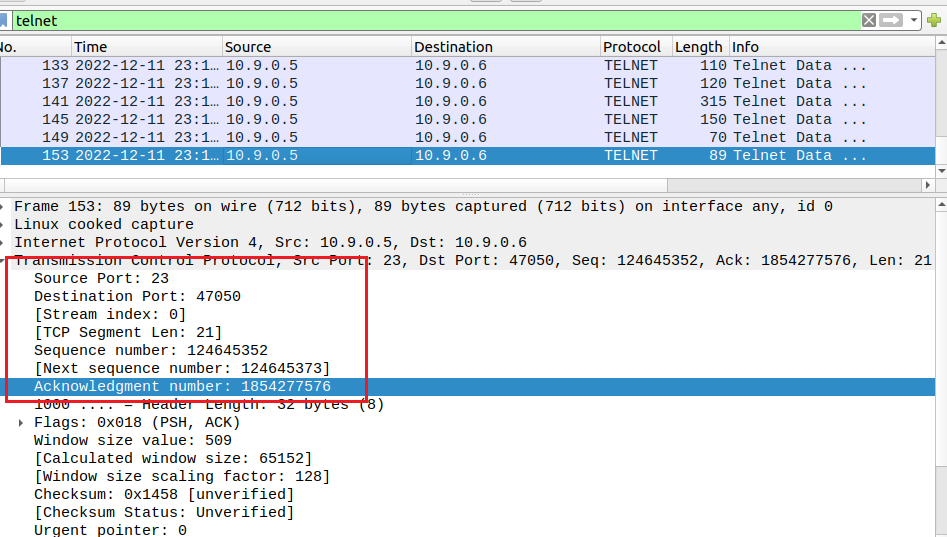 telnet
No. Time Source Destination Protocol Length Info
133 2022-12-11 23:1… 10.9.0.5 10.9.0.6 TELNET 110 Telnet Data ...
137 2022-12-11 23:1… 10.9.0.5 10.9.0.6 TELNET 120 Telnet Data ...
141 2022-12-11 23:1… 10.9.0.5 10.9.0.6 TELNET 315 Telnet Data ...
145 2022-12-11 23:1… 10.9.0.5 10.9.0.6 TELNET 150 Telnet Data ...
149 2022-12-11 23:1… 10.9.0.5 10.9.0.6 TELNET 70 Telnet Data ...
153 2022-12-11 23:1… 10.9.0.5 10.9.0.6 TELNET 89 Telnet Data ...
Frame 153: 89 bytes on wire (712 bits), 89 bytes captured (712 bits) on interface any, id 0
Linux cooked capture
Internet Protocol Version 4, Src: 10.9.0.5, Dst: 10.9.0.6
Transmission Control Protocol, Src Port: 23, Dst Port: 47050, Seq: 124645352, Ack: 1854277576, Len: 21
Source Port: 23
Destination Port: 47050
[Stream index: 0]
[TCP Segment Len: 21]
Sequence number: 124645352
[Next sequence number: 124645373]
Acknowledgment number: 1854277576
1000 .... = Header Length: 32 bytes (8)
Flags: 0x018 (PSH, ACK)
Window size value: 509
[Calculated window size: 65152]
[Window size scaling factor: 128]
Checksum: 0x1458 [unverified]
[Checksum Status: Unverified]
Urgent pointer: 0